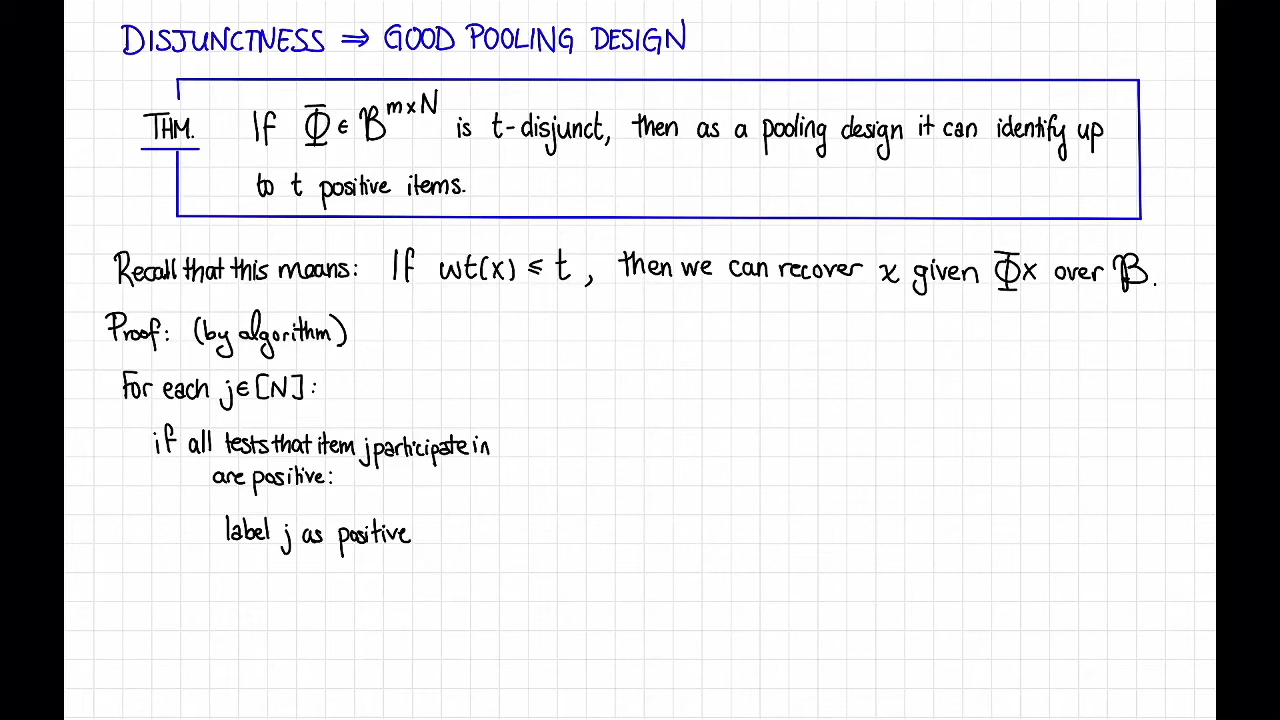 DISJUNCTNESS ⇒ GOOD POOLING DESIGN
THM. If Φ ∈ B^{m×N} is t-disjunct, then as a pooling design it can identify up
to t positive items.
Recall that this means: If wt(x) ≤ t, then we can recover x given Φx over B.
Proof: (by algorithm)
For each j ∈ [N]:
if all tests that item j participate in
are positive:
label j as positive